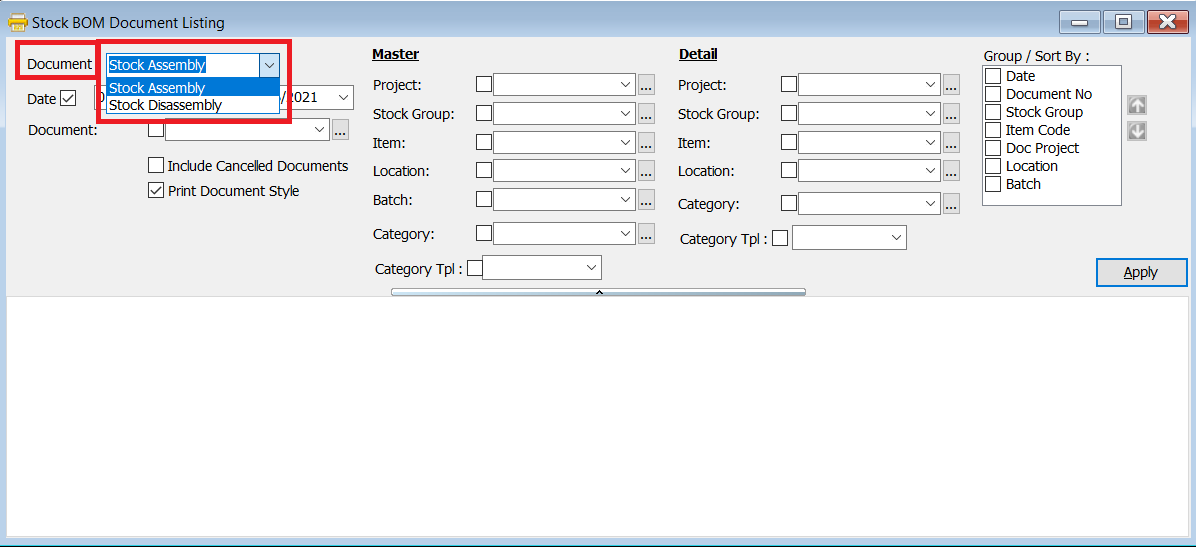 Stock BOM Document Listing
Document
Stock Assembly
Stock Assembly
Stock Disassembly
Date
/2021
Document:
...
Include Cancelled Documents
Print Document Style
Master
Project:
...
Stock Group:
...
Item:
...
Location:
...
Batch:
...
Category:
...
Category Tpl :
Detail
Project:
...
Stock Group:
...
Item:
...
Location:
...
Category:
...
Category Tpl :
Group / Sort By :
Date
Document No
Stock Group
Item Code
Doc Project
Location
Batch
Apply